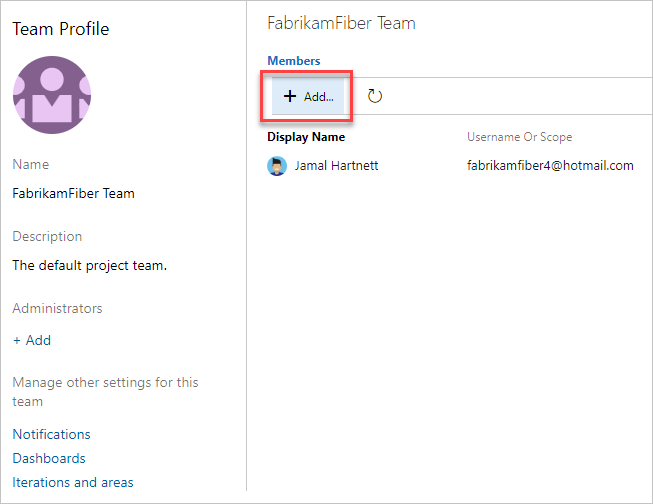 Team Profile
Name
FabrikamFiber Team
Description
The default project team.
Administrators
+ Add
Manage other settings for this
team
Notifications
Dashboards
Iterations and areas
FabrikamFiber Team
Members
+ Add...
Display Name Username Or Scope
Jamal Hartnett fabrikamfiber4@hotmail.com